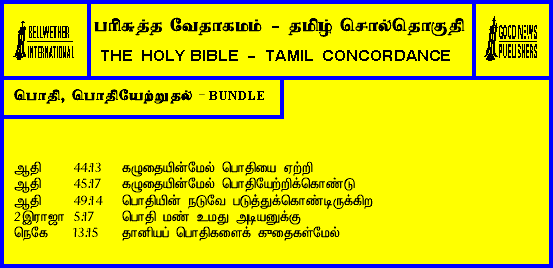 BELLWETHER INTERNATIONAL
பரிசுத்த வேதாகமம் - தமிழ் சொல்தொகுதி
THE HOLY BIBLE - TAMIL CONCORDANCE
GOOD NEWS PUBLISHERS
பொதி, பொதியேற்றுதல் - BUNDLE
ஆதி 44:13 கழுதையின்மேல் பொதியை ஏற்றி
ஆதி 45:17 கழுதையின்மேல் பொதியேற்றிக்கொண்டு
ஆதி 49:14 பொதியின் நடுவே படுத்துக்கொண்டிருக்கிற
2இராஜா 5:17 பொதி மண் உமது அடியனுக்கு
நெகே 13:15 தானியப் பொதிகளைக் குதைகள்மேல்